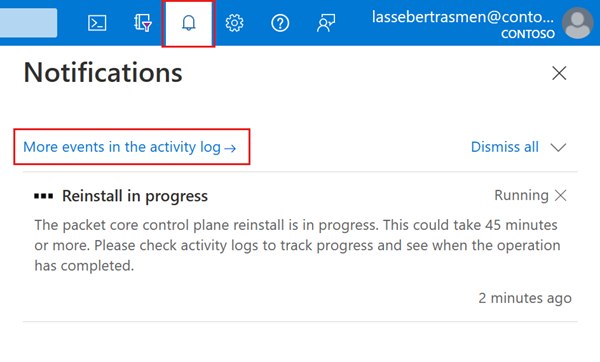 lassebertrasmen@conto...
CONTOSO
Notifications
More events in the activity log →
Dismiss all
Reinstall in progress
Running
The packet core control plane reinstall is in progress. This could take 45 minutes
or more. Please check activity logs to track progress and see when the operation
has completed.
2 minutes ago